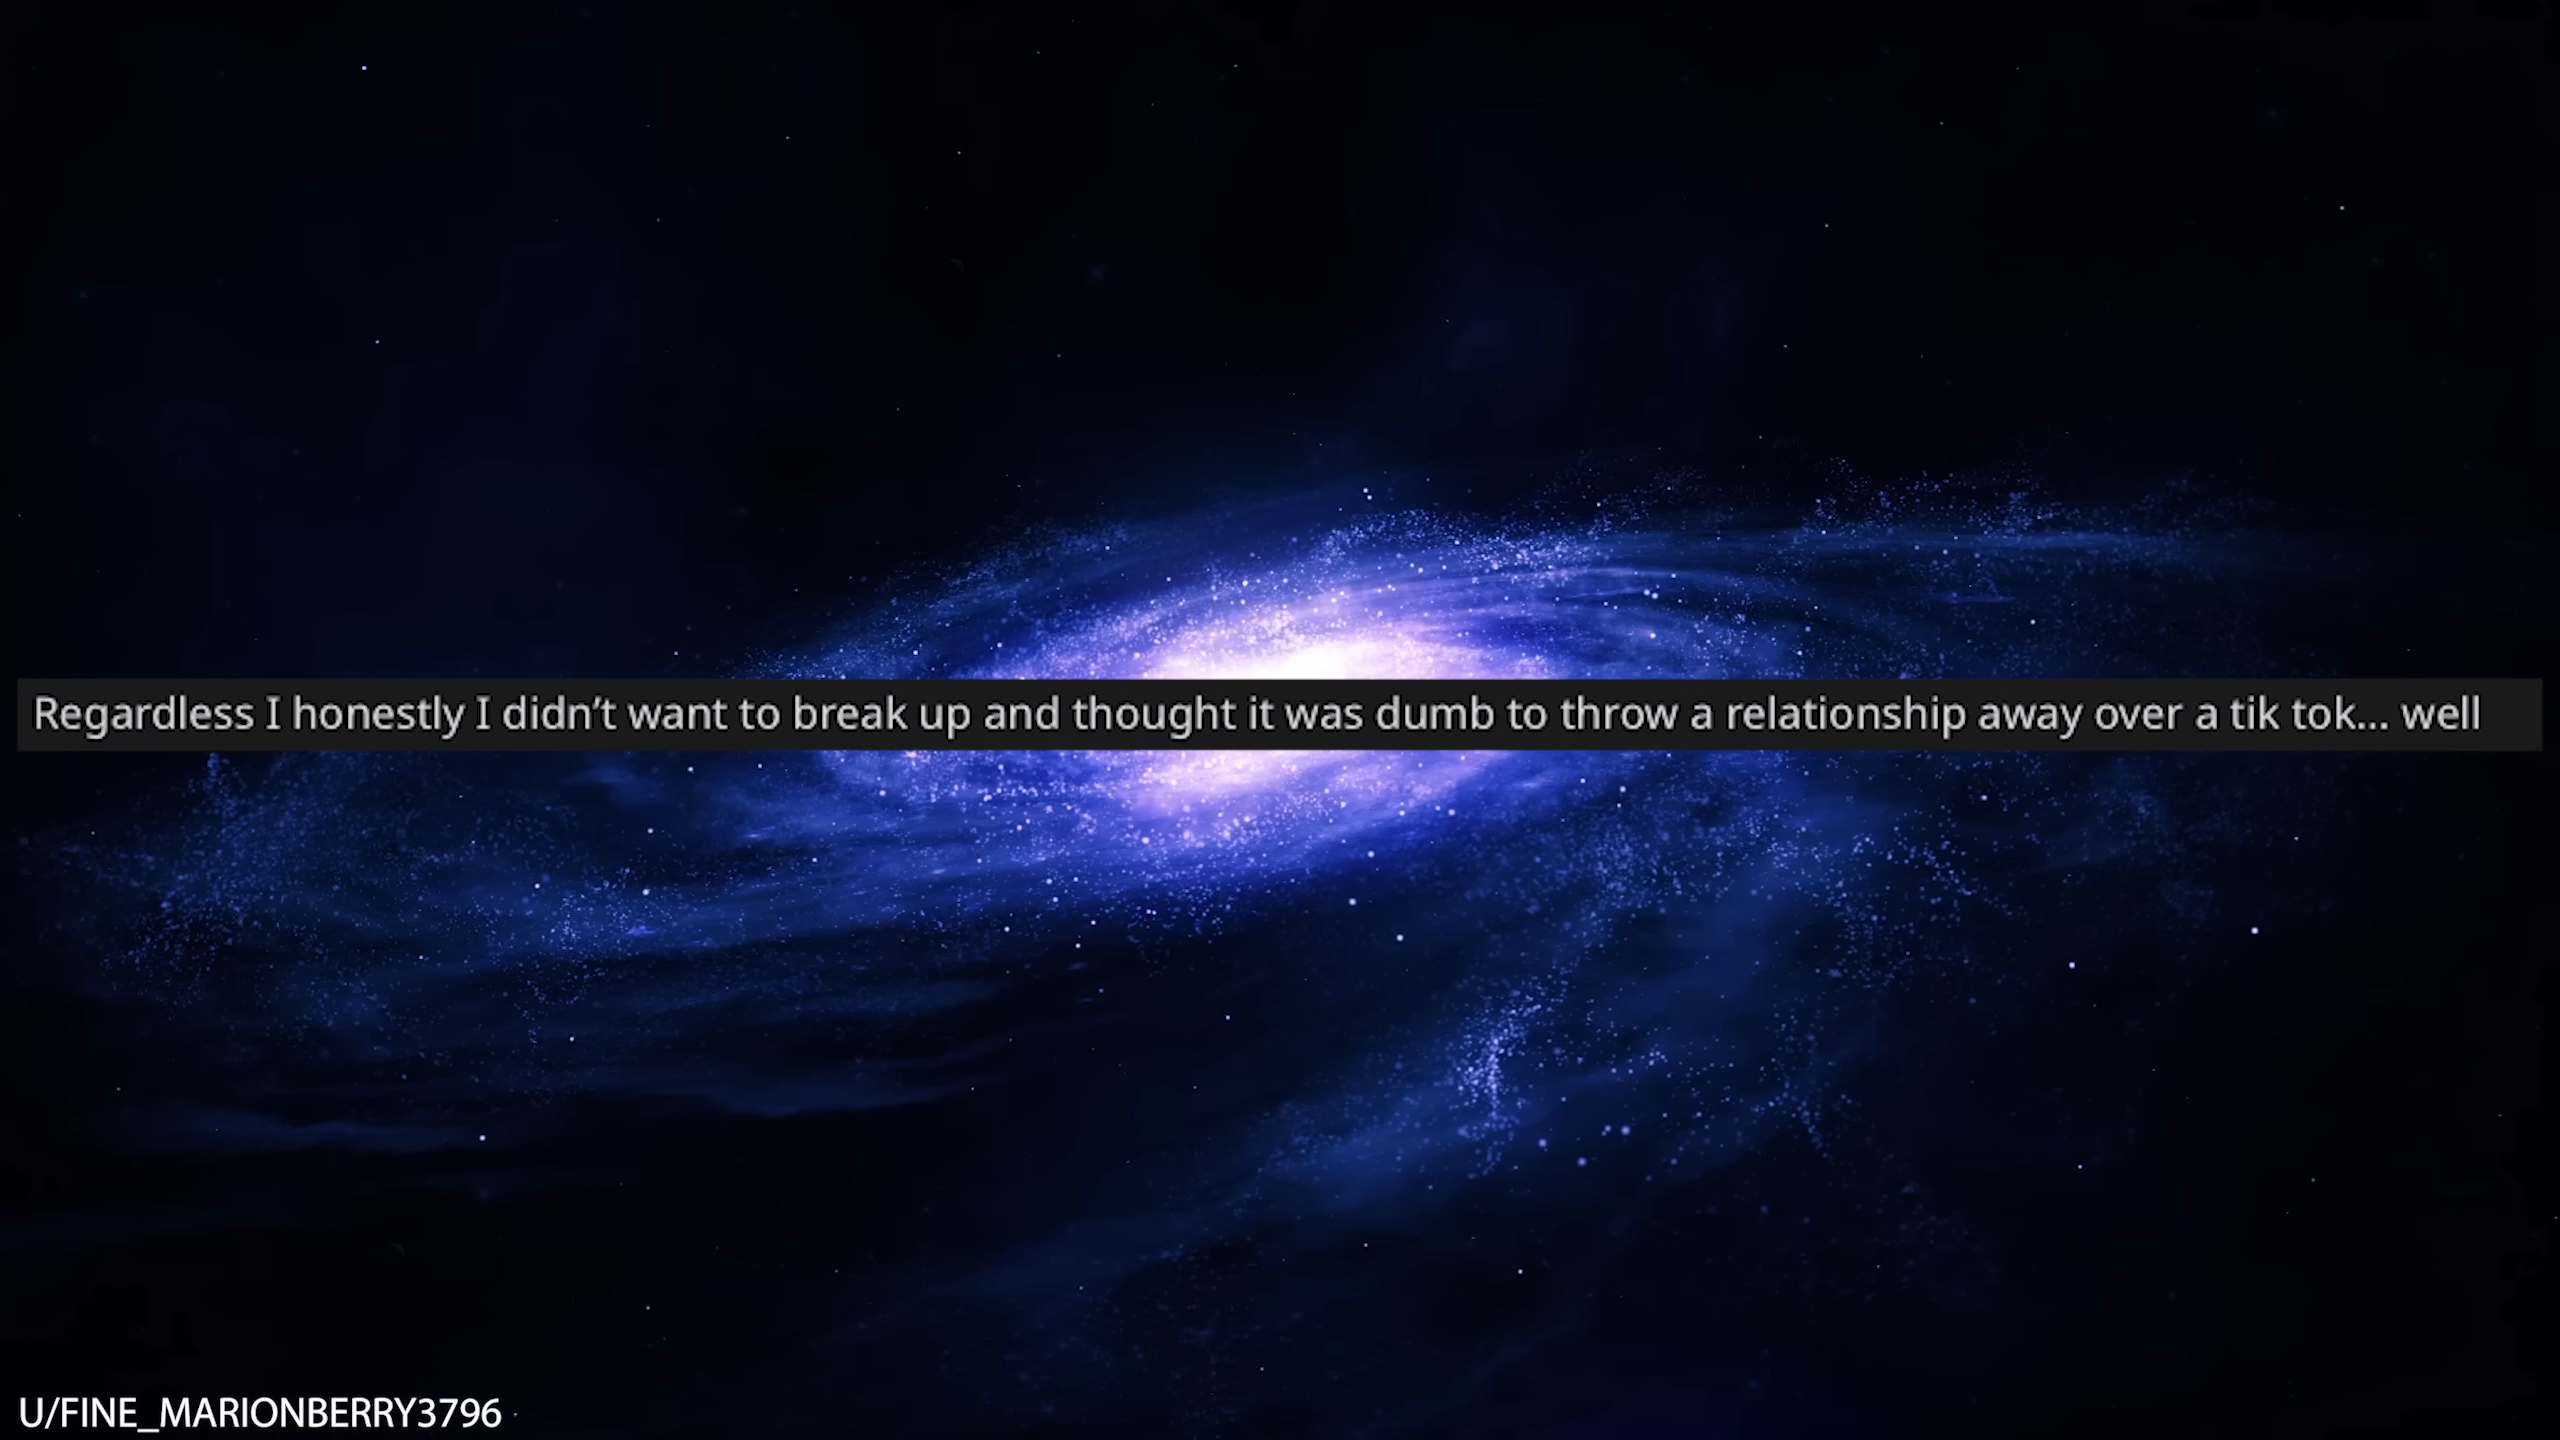 Regardless I honestly I didn’t want to break up and thought it was dumb to throw a relationship away over a tik tok... well
U/FINE_MARIONBERRY3796